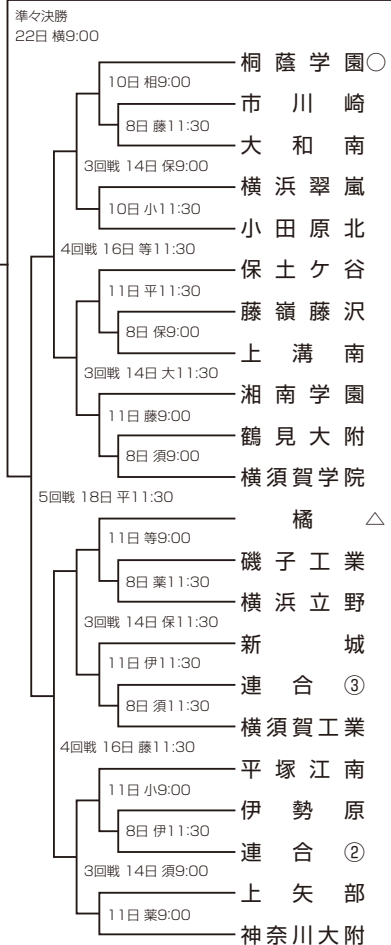 準々決勝
22日 横9:00
桐蔭学園○
10日 相9:00
市川崎
8日 藤11:30
大和南
3回戦 14日 保9:00
横浜翠嵐
10日 小11:30
小田原北
4回戦 16日 等11:30
保土ケ谷
11日 平11:30
藤嶺藤沢
8日 保9:00
上溝南
3回戦 14日 大11:30
湘南学園
11日 藤9:00
鶴見大附
8日 須9:00
横須賀学院
5回戦 18日 平11:30
橘 △
11日 等9:00
磯子工業
8日 薬11:30
横浜立野
3回戦 14日 保11:30
新城
11日 伊11:30
連合③
8日 須11:30
横須賀工業
4回戦 16日 藤11:30
平塚江南
11日 小9:00
伊勢原
8日 伊11:30
連合②
3回戦 14日 須9:00
上矢部
11日 薬9:00
神奈川大附